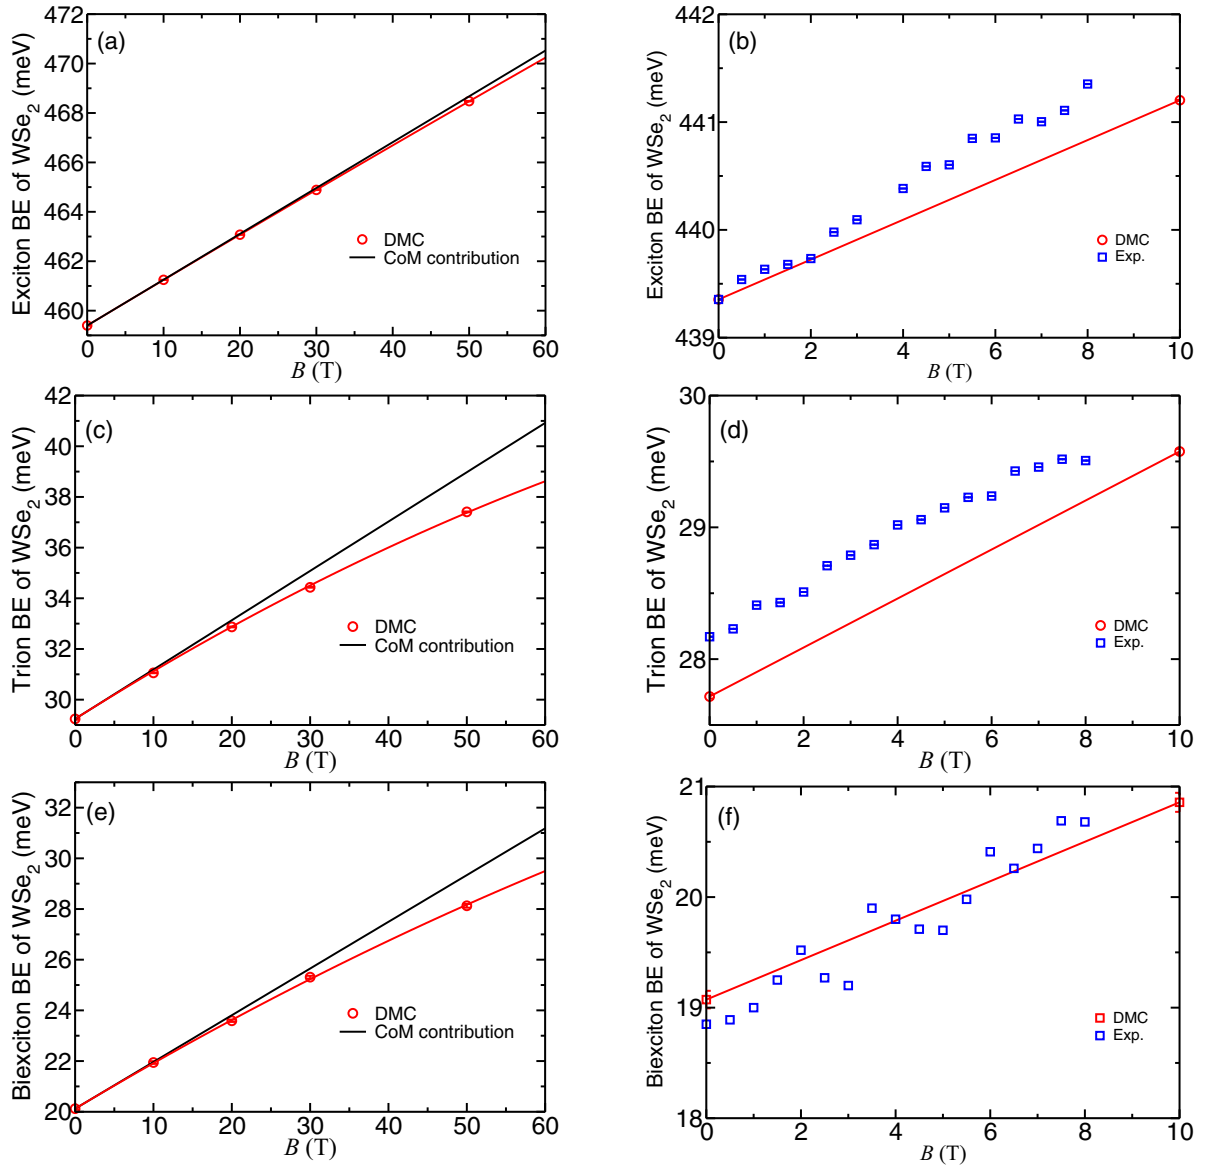 (a)
Exciton BE of WSe2 (meV)
472
470
468
466
464
462
460
DMC
CoM contribution
0 10 20 30 40 50 60
B (T)
(b)
Exciton BE of WSe2 (meV)
442
441
440
439
DMC
Exp.
0 2 4 6 8 10
B (T)
(c)
Trion BE of WSe2 (meV)
42
40
38
36
34
32
30
DMC
CoM contribution
0 10 20 30 40 50 60
B (T)
(d)
Trion BE of WSe2 (meV)
30
29
28
DMC
Exp.
0 2 4 6 8 10
B (T)
(e)
Biexciton BE of WSe2 (meV)
32
30
28
26
24
22
20
DMC
CoM contribution
0 10 20 30 40 50 60
B (T)
(f)
Biexciton BE of WSe2 (meV)
21
20
19
18
DMC
Exp.
0 2 4 6 8 10
B (T)